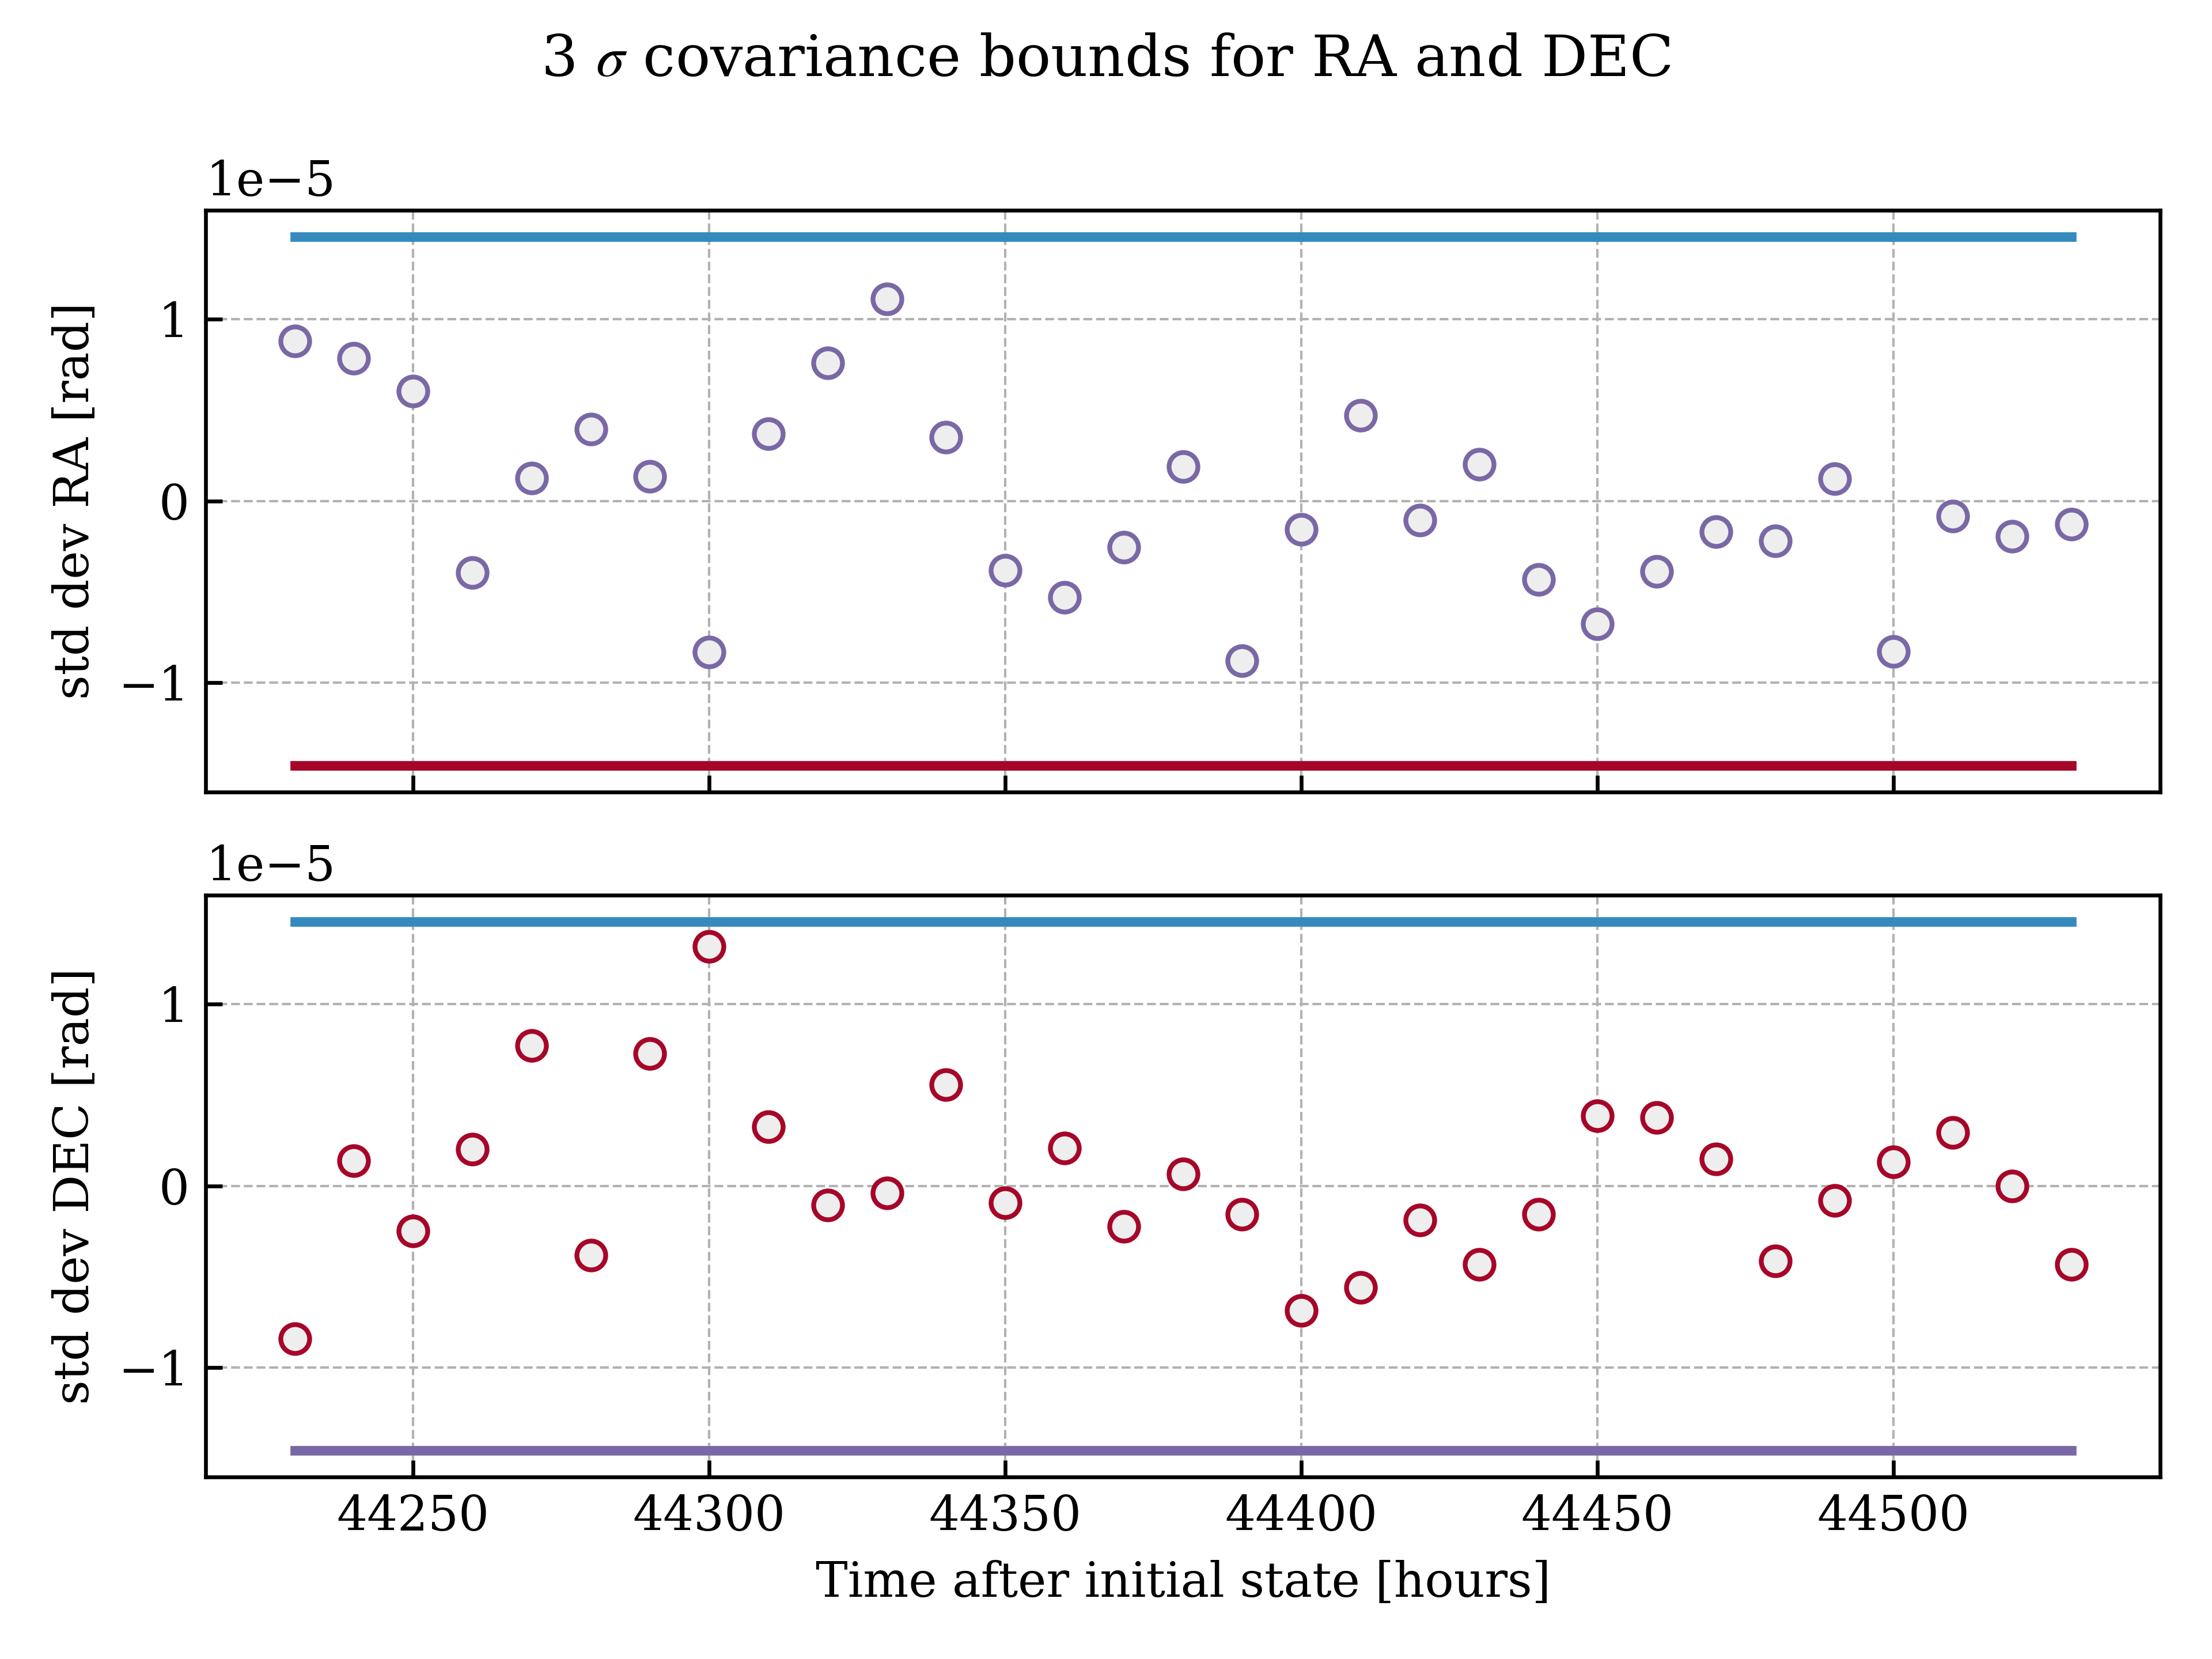 3 σ covariance bounds for RA and DEC
1e−5
std dev RA [rad]
1
0
−1
1e−5
std dev DEC [rad]
1
0
−1
44250 44300 44350 44400 44450 44500
Time after initial state [hours]